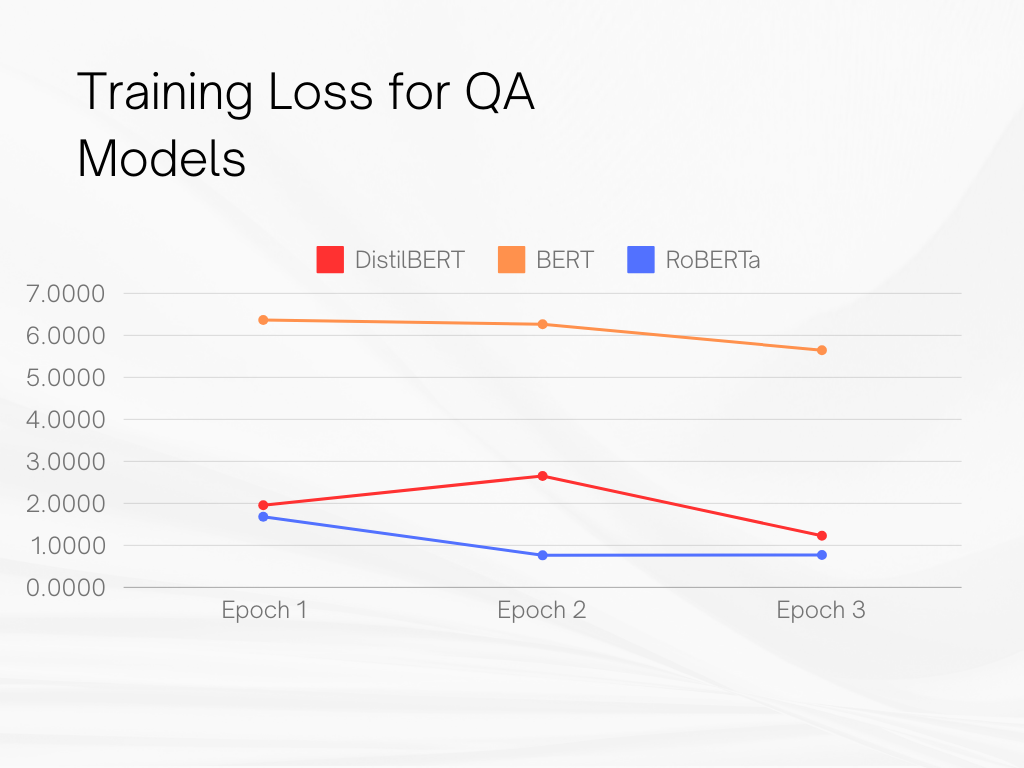 Training Loss for QA
Models
DistilBERT BERT RoBERTa
7.0000
6.0000
5.0000
4.0000
3.0000
2.0000
1.0000
0.0000
Epoch 1 Epoch 2 Epoch 3